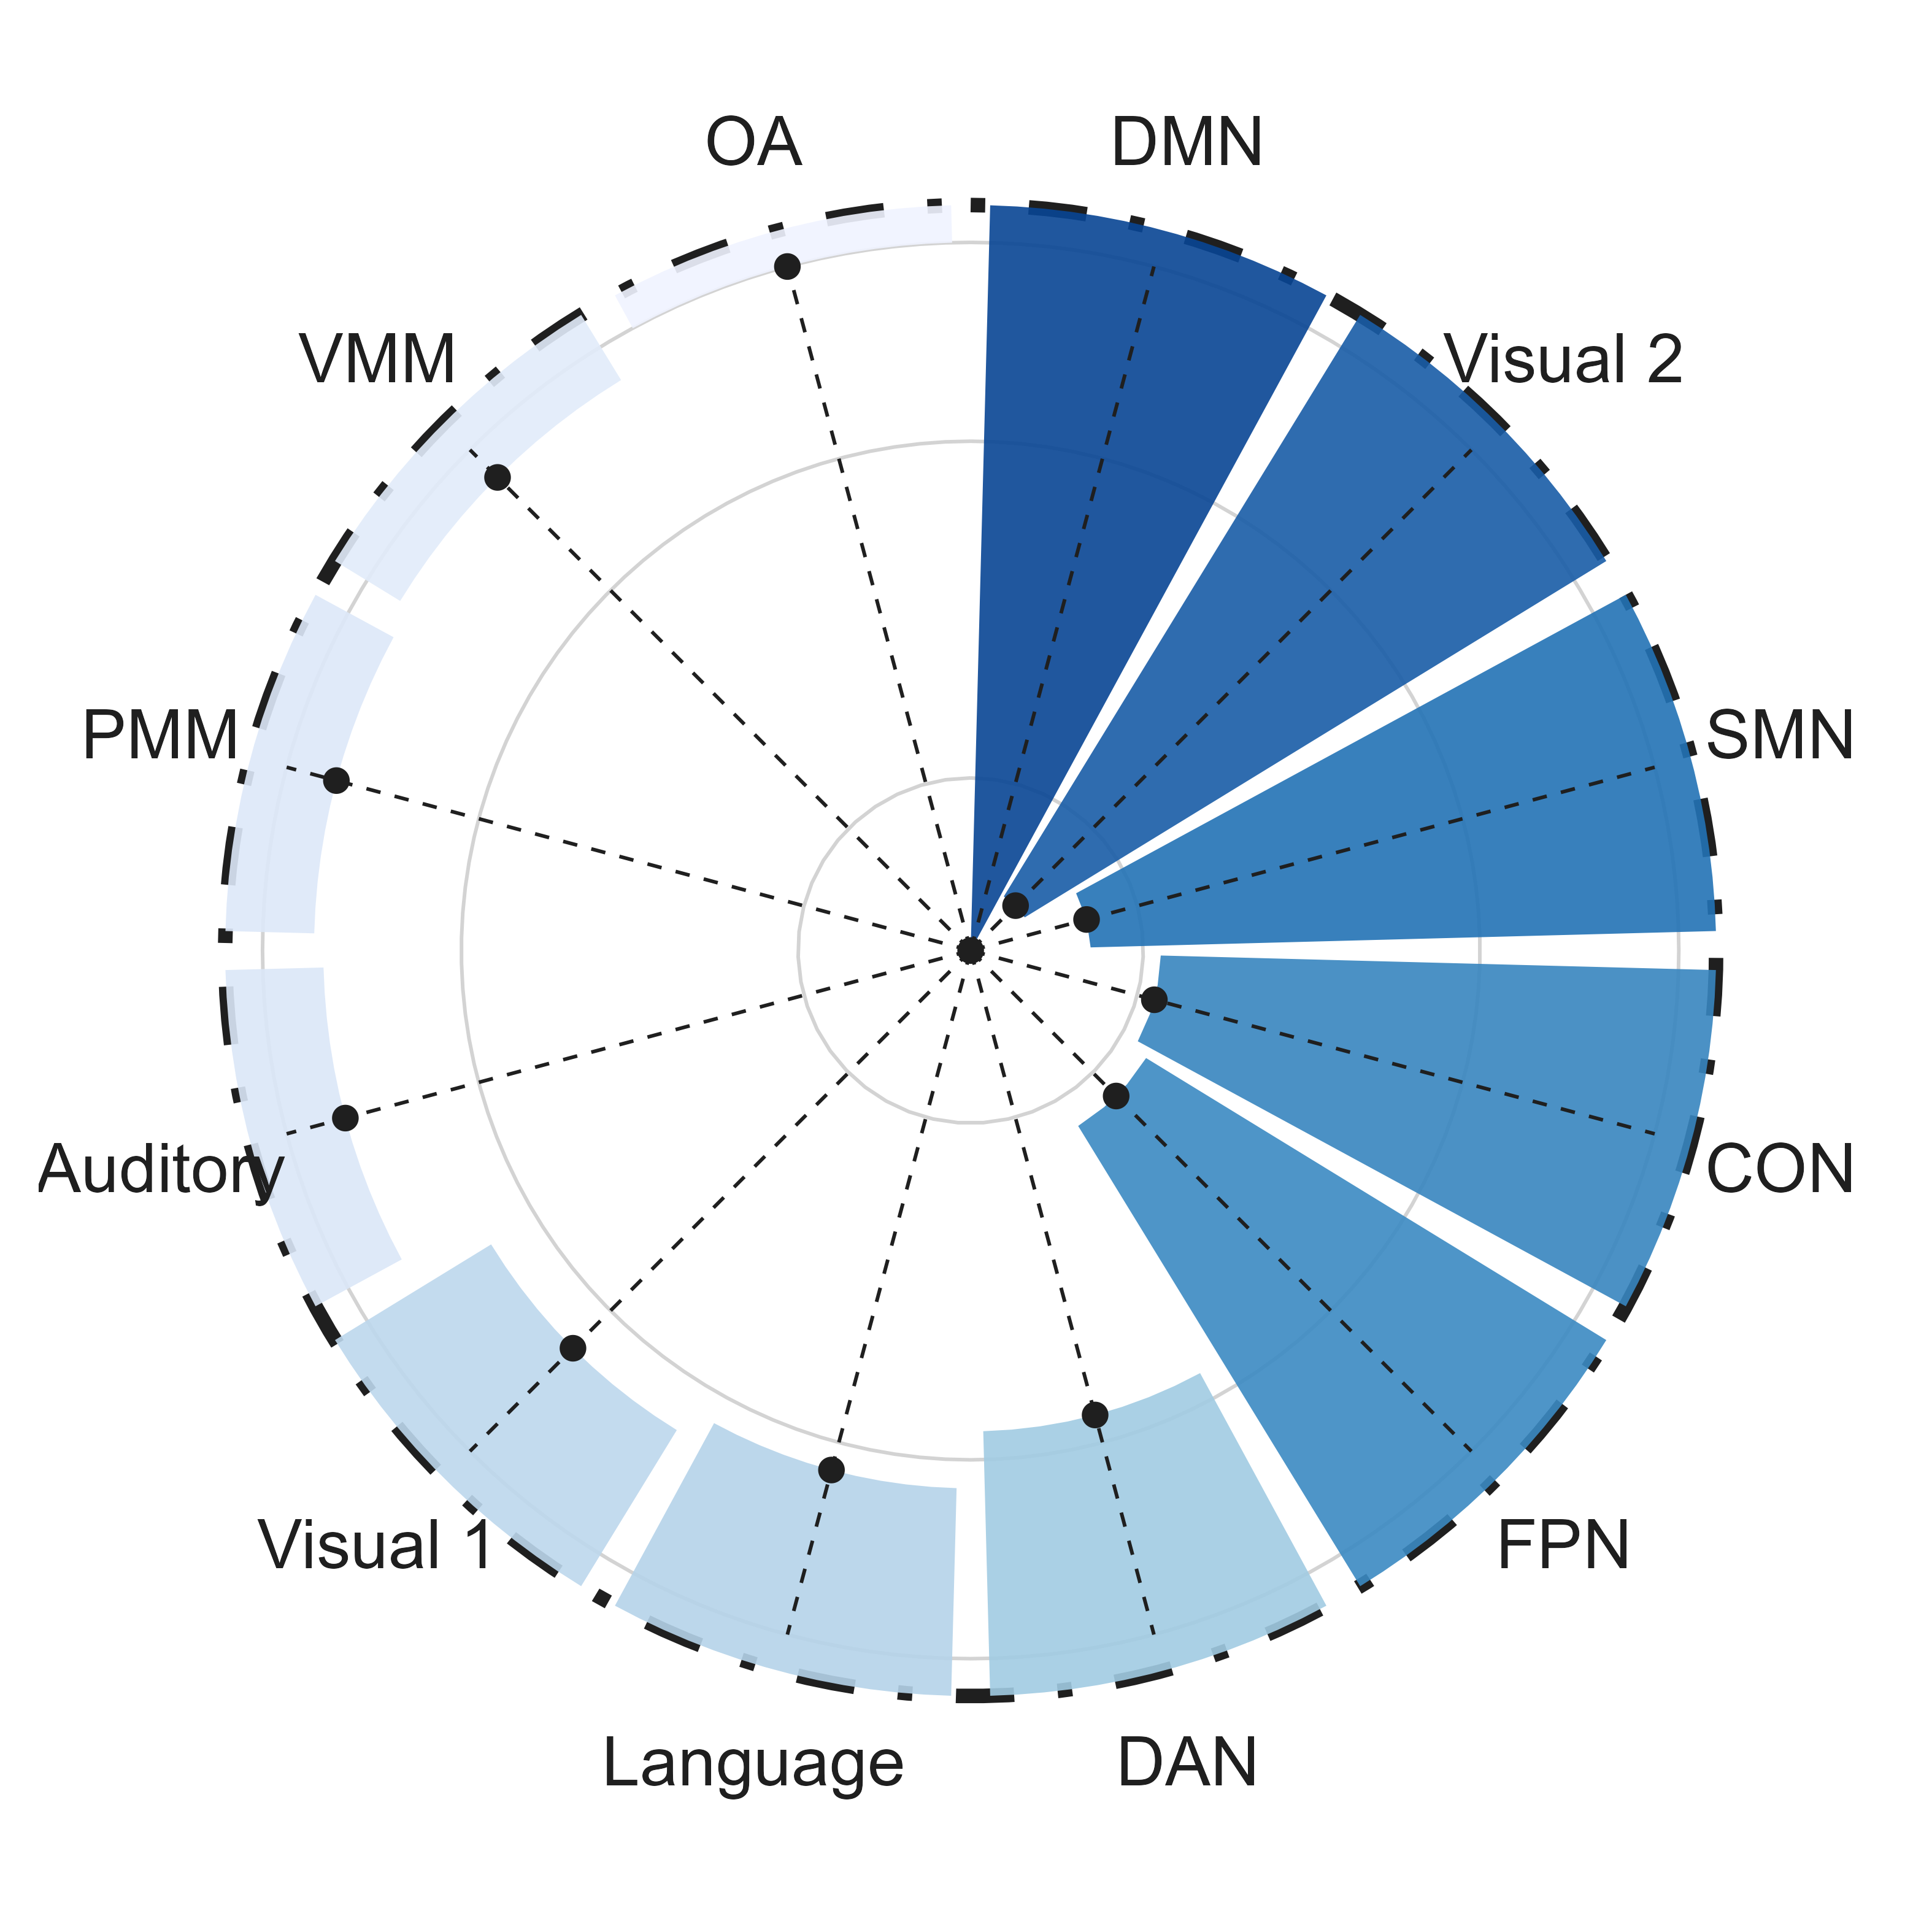 OA
DMN
VMM
Visual 2
PMM
SMN
Auditory
CON
Visual 1
FPN
Language
DAN